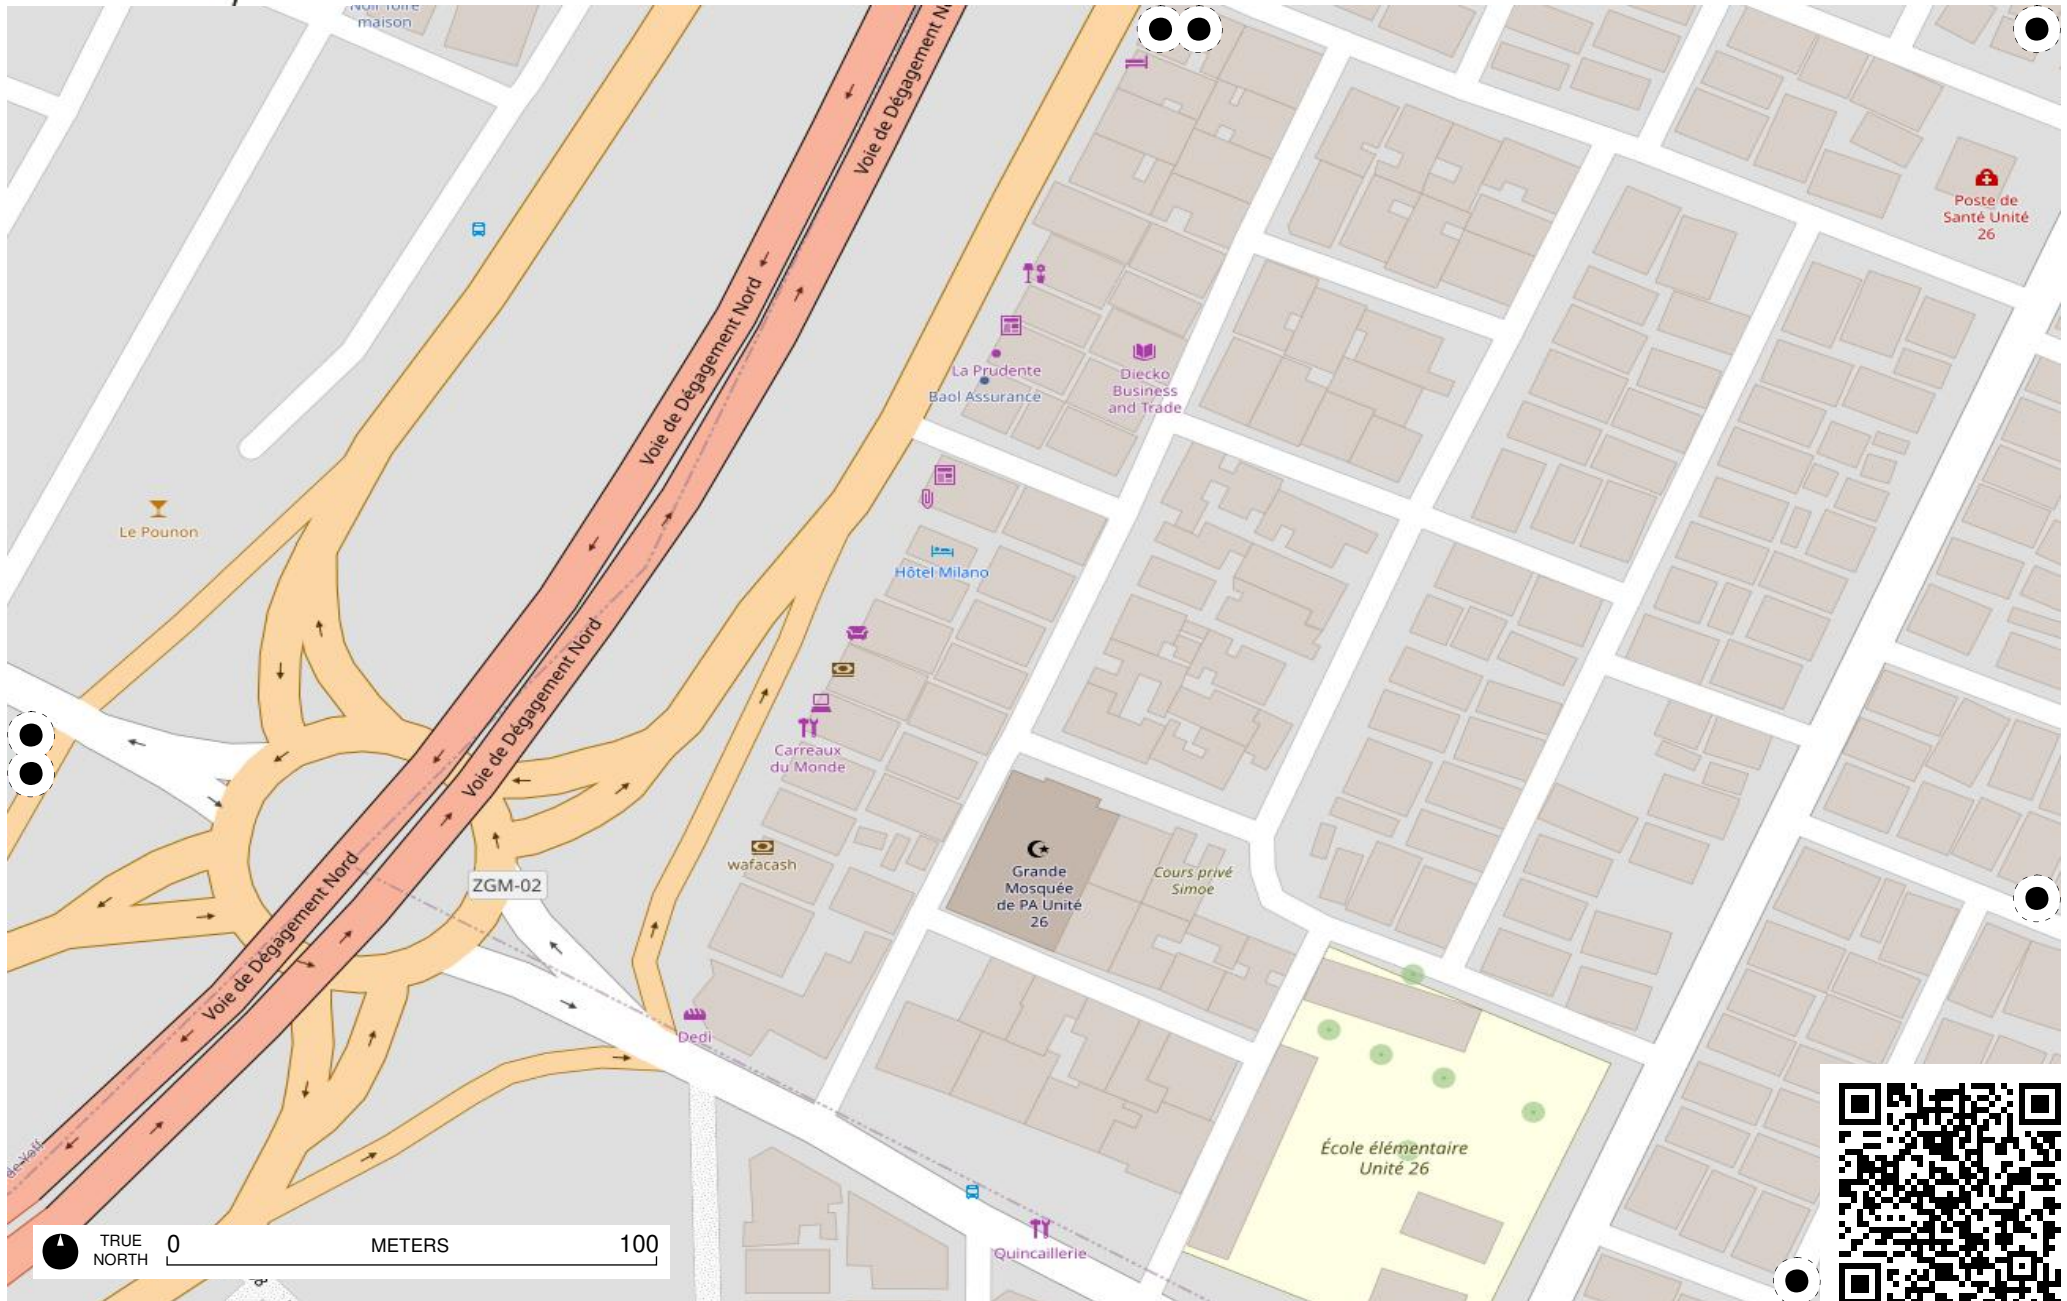 Noir foire
maison
Voie de Dégagement Nord
Poste de
Santé Unité
26
Voie de Dégagement Nord
La Prudente
Baol Assurance
Diecko
Business
and Trade
Le Pounon
Hôtel Milano
Voie de Dégagement Nord
Carreaux
du Monde
wafacash
ZGM-02
Grande
Mosquée
de PA Unité
26
Cours privé
Simoe
Voie de Dégagement Nord
Dedi
École élémentaire
Unité 26
de Yoff
Quincaillerie
TRUE
NORTH
0 METERS 100